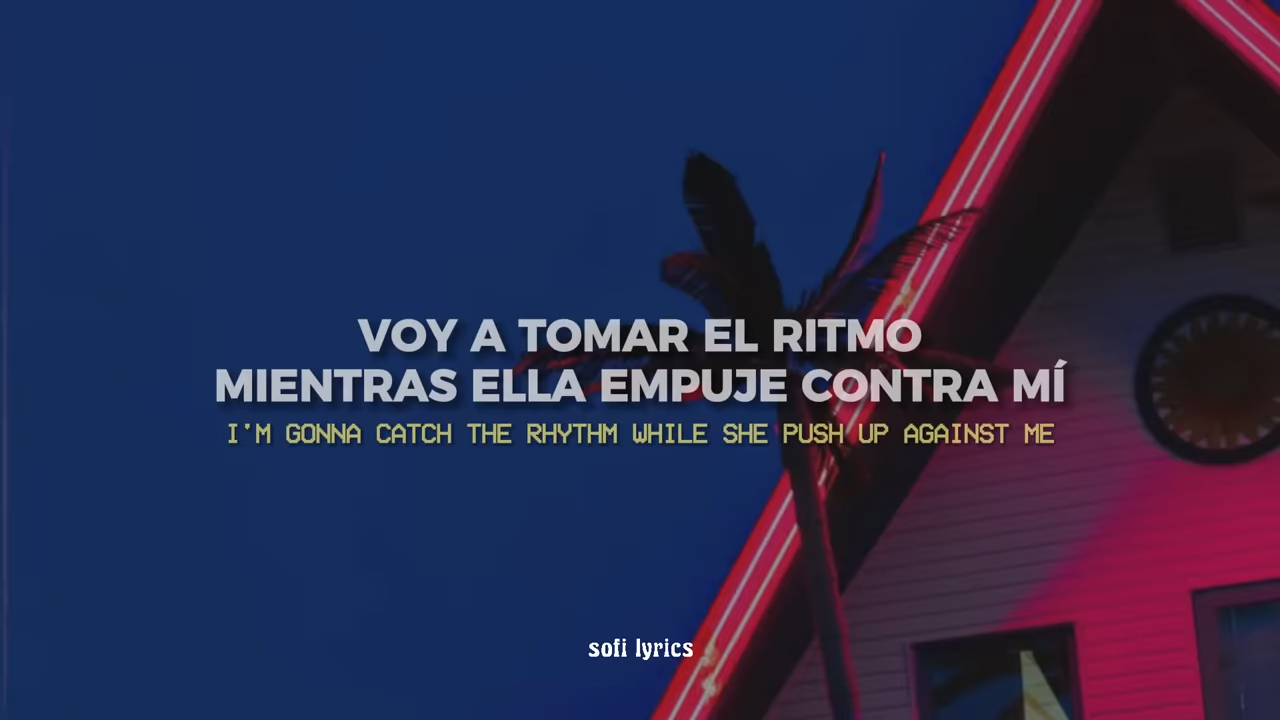 VOY A TOMAR EL RITMO
MIENTRAS ELLA EMPUJE CONTRA MÍ
I'M GONNA CATCH THE RHYTHM WHILE SHE PUSH UP AGAINST ME
sofi lyrics